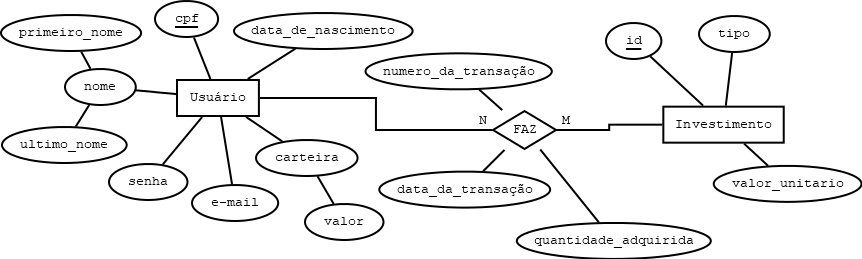 cpf
tipo
primeiro_nome
data_de_nascimento
id
numero_da_transação
nome
Usuário
N
M
FAZ
Investimento
ultimo_nome
carteira
senha
data_da_transação
valor_unitario
e-mail
valor
quantidade_adquirida